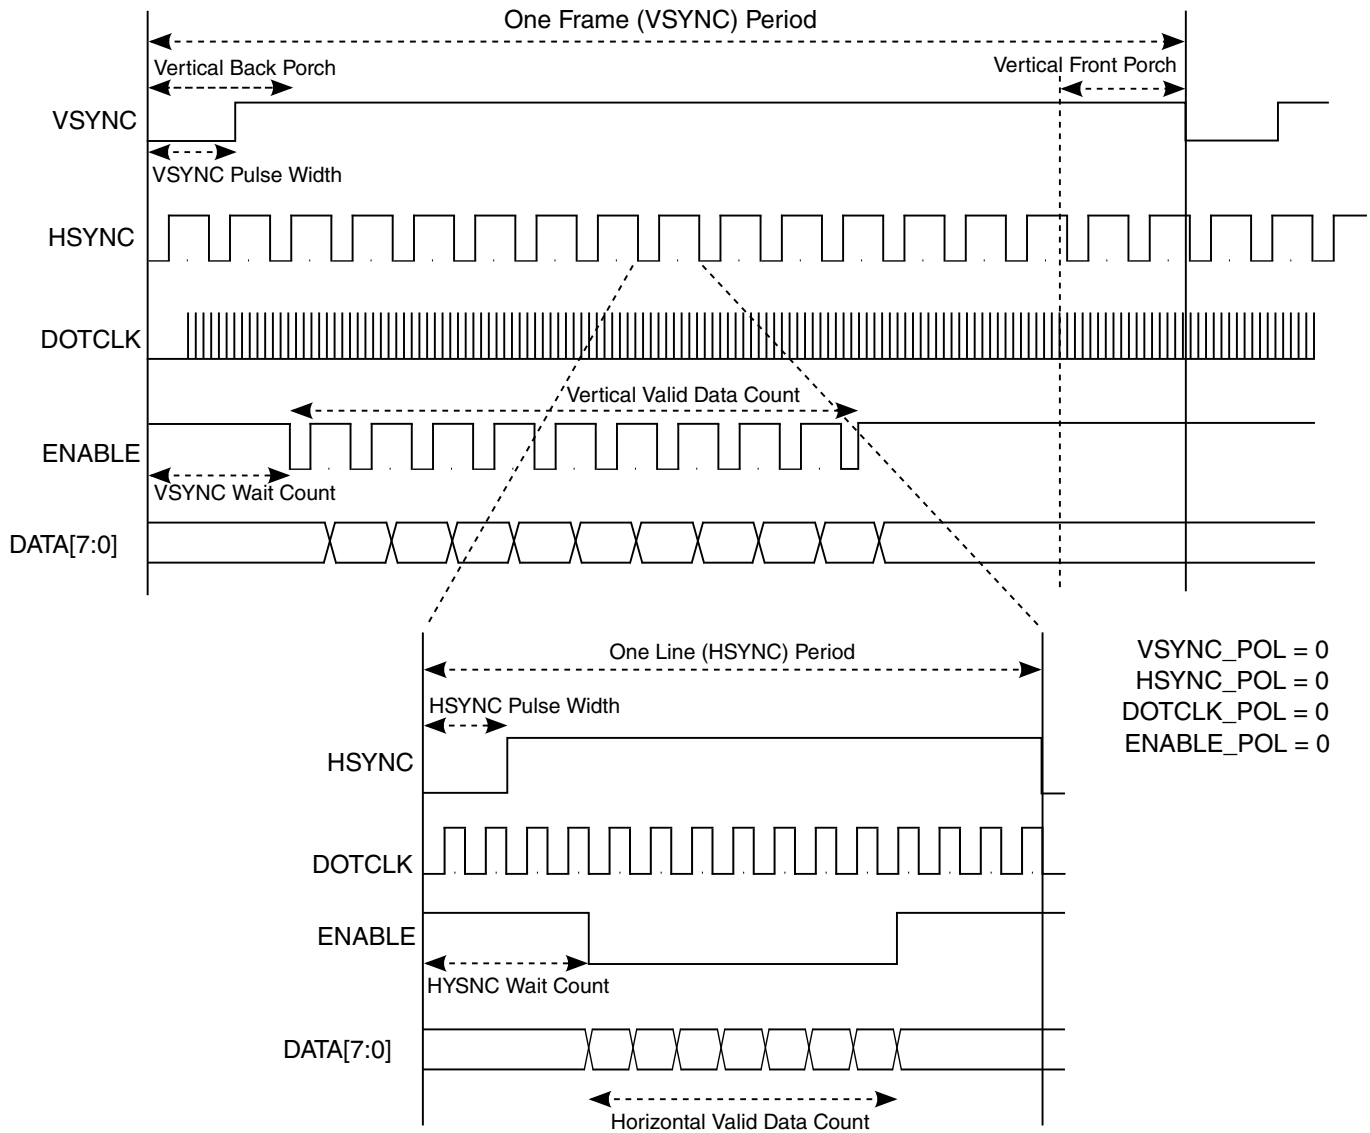 One Frame (VSYNC) Period
Vertical Back Porch
Vertical Front Porch
VSYNC
VSYNC Pulse Width
HSYNC
DOTCLK
Vertical Valid Data Count
ENABLE
VSYNC Wait Count
DATA[7:0]
One Line (HSYNC) Period
VSYNC_POL = 0
HSYNC_POL = 0
DOTCLK_POL = 0
ENABLE_POL = 0
HSYNC Pulse Width
HSYNC
DOTCLK
ENABLE
HYSNC Wait Count
DATA[7:0]
Horizontal Valid Data Count